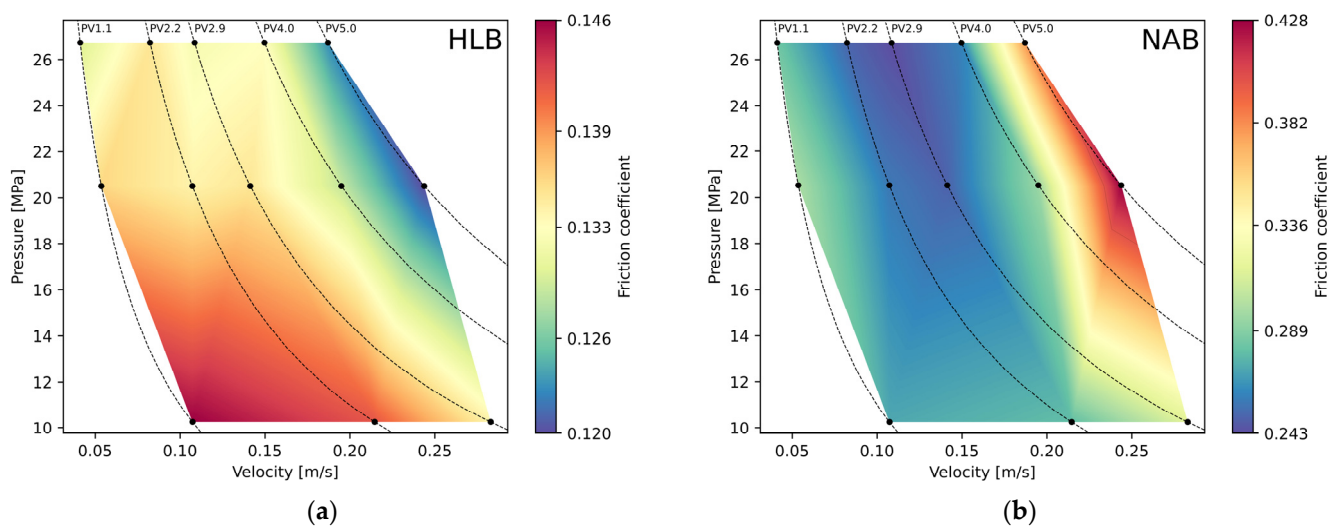 PV1.1 PV2.2 PV2.9 PV4.0 PV5.0
HLB
26
24
22
20
18
16
14
12
10
Pressure [MPa]
0.05 0.10 0.15 0.20 0.25
Velocity [m/s]
0.146
0.139
0.133
0.126
0.120
Friction coefficient
(a)
PV1.1 PV2.2 PV2.9 PV4.0 PV5.0
NAB
26
24
22
20
18
16
14
12
10
Pressure [MPa]
0.05 0.10 0.15 0.20 0.25
Velocity [m/s]
0.428
0.382
0.336
0.289
0.243
Friction coefficient
(b)